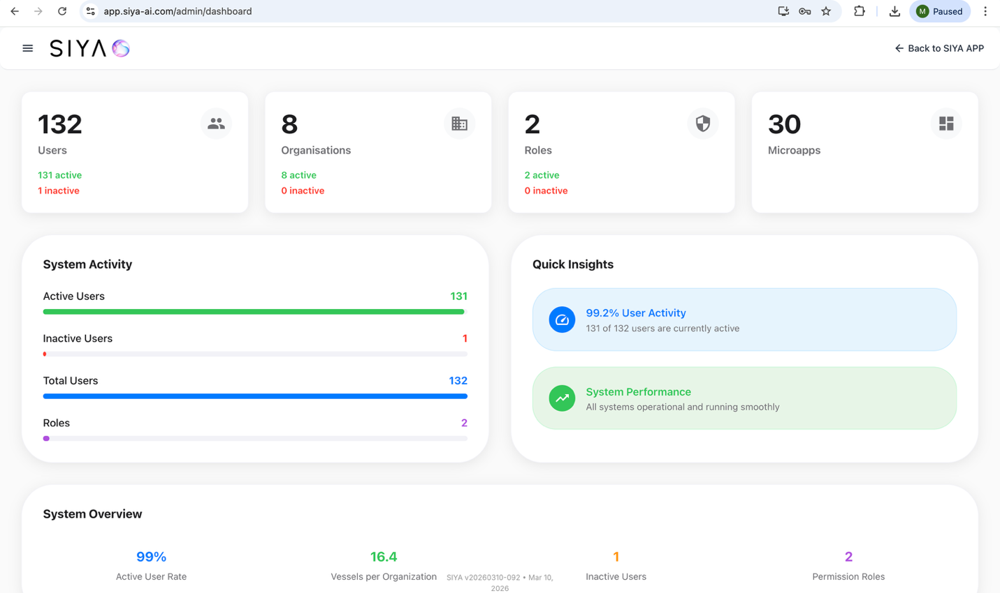 app.siya-ai.com/admin/dashboard
M
Paused
SIYA
Back to SIYA APP
132
Users
131 active
1 inactive
8
Organisations
8 active
0 inactive
2
Roles
2 active
0 inactive
30
Microapps
System Activity
Active Users
131
Inactive Users
1
Total Users
132
Roles
2
Quick Insights
99.2% User Activity
131 of 132 users are currently active
System Performance
All systems operational and running smoothly
System Overview
99%
Active User Rate
16.4
Vessels per Organization
1
Inactive Users
2
Permission Roles
SIYA v20260310-092 • Mar 10,
2026